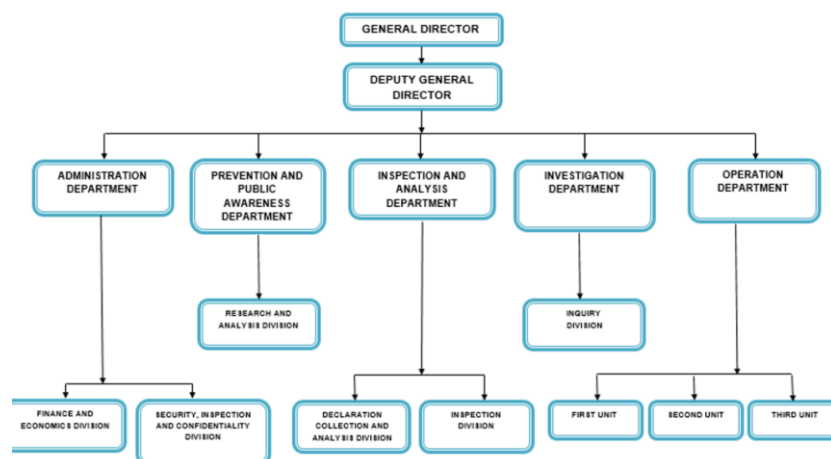 GENERAL DIRECTOR
DEPUTY GENERAL
DIRECTOR
ADMINISTRATION
DEPARTMENT
PREVENTION AND
PUBLIC
AWARENESS
DEPARTMENT
INSPECTION AND
ANALYSIS
DEPARTMENT
INVESTIGATION
DEPARTMENT
OPERATION
DEPARTMENT
RESEARCH AND
ANALYSIS DIVISION
INQUIRY
DIVISION
FINANCE AND
ECONOMICS DIVISION
SECURITY, INSPECTION
AND CONFIDENTIALITY
DIVISION
DECLARATION
COLLECTION AND
ANALYSIS DIVISION
INSPECTION
DIVISION
FIRST UNIT
SECOND UNIT
THIRD UNIT